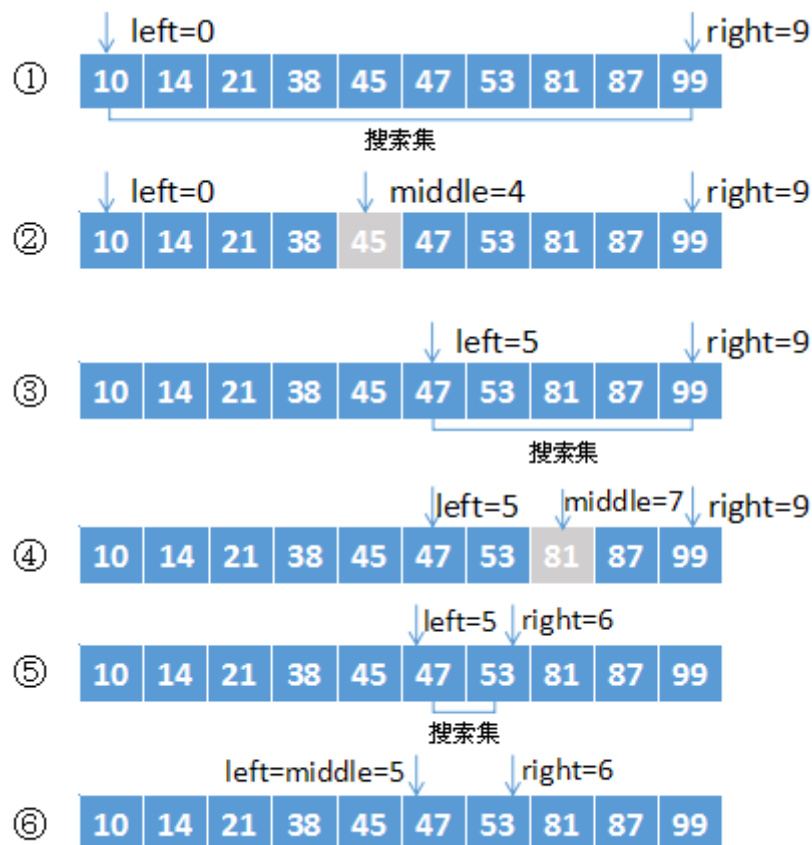 left=0 right=9
① 10 14 21 38 45 47 53 81 87 99
搜索集
left=0 middle=4 right=9
② 10 14 21 38 45 47 53 81 87 99
left=5 right=9
③ 10 14 21 38 45 47 53 81 87 99
搜索集
left=5 middle=7 right=9
④ 10 14 21 38 45 47 53 81 87 99
left=5 right=6
⑤ 10 14 21 38 45 47 53 81 87 99
搜索集
left=middle=5 right=6
⑥ 10 14 21 38 45 47 53 81 87 99